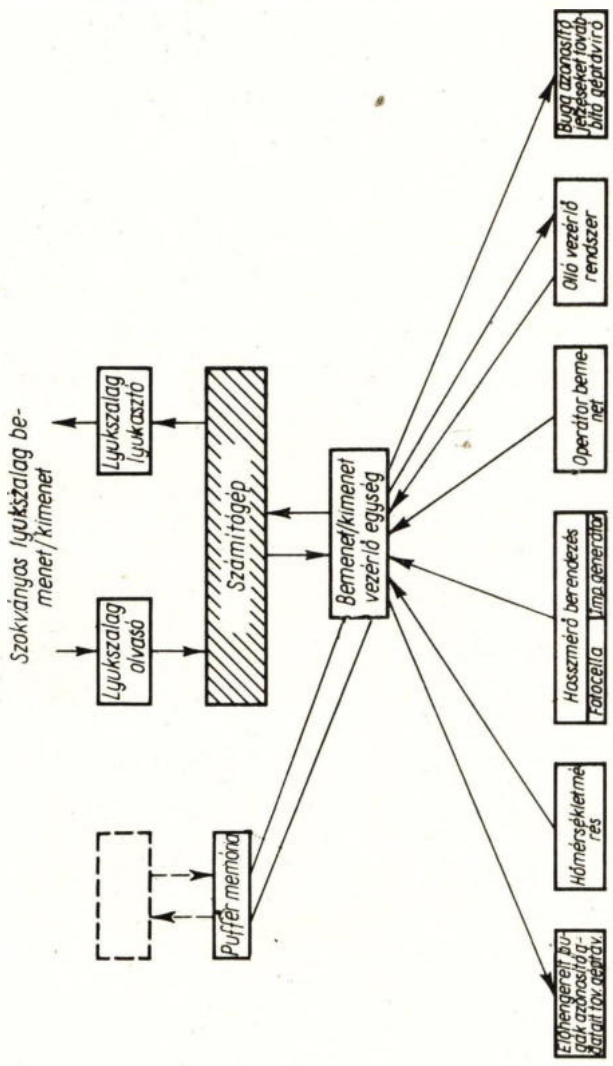 Szokványos lyukszalag be-
menet/kimenet
Lyukszalag
olvasó
Lyukszalag
lyukasztó
Számítógép
Puffer memória
Bemenet/kimenet
vezérlő egység
Előhengerelt bu-
gák azonosító a-
datait tov. géptáv.
Hőmérsékletmé-
rés
Hosszmérő berendezés
Fotocella
Imp. generátor
Operátor beme-
net
Olló vezérlő
rendszer
Buga azonosító
jelzéseket továb-
bító géptávíró